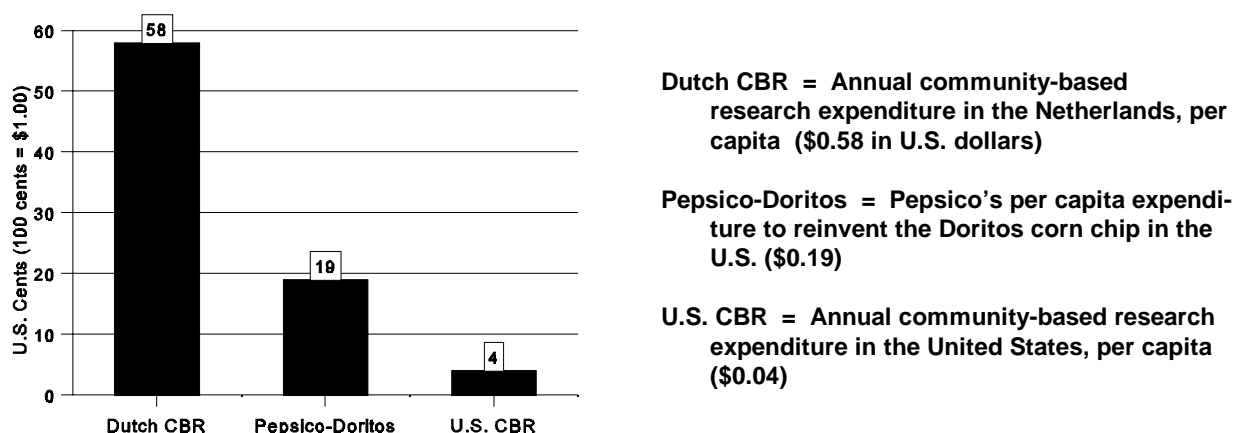 U.S. Cents (100 cents = $1.00)
60
50
40
30
20
10
0
58
19
4
Dutch CBR
Pepsico-Doritos
U.S. CBR
Dutch CBR = Annual community-based
research expenditure in the Netherlands, per
capita ($0.58 in U.S. dollars)
Pepsico-Doritos = Pepsico's per capita expendi-
ture to reinvent the Doritos corn chip in the
U.S. ($0.19)
U.S. CBR = Annual community-based research
expenditure in the United States, per capita
($0.04)